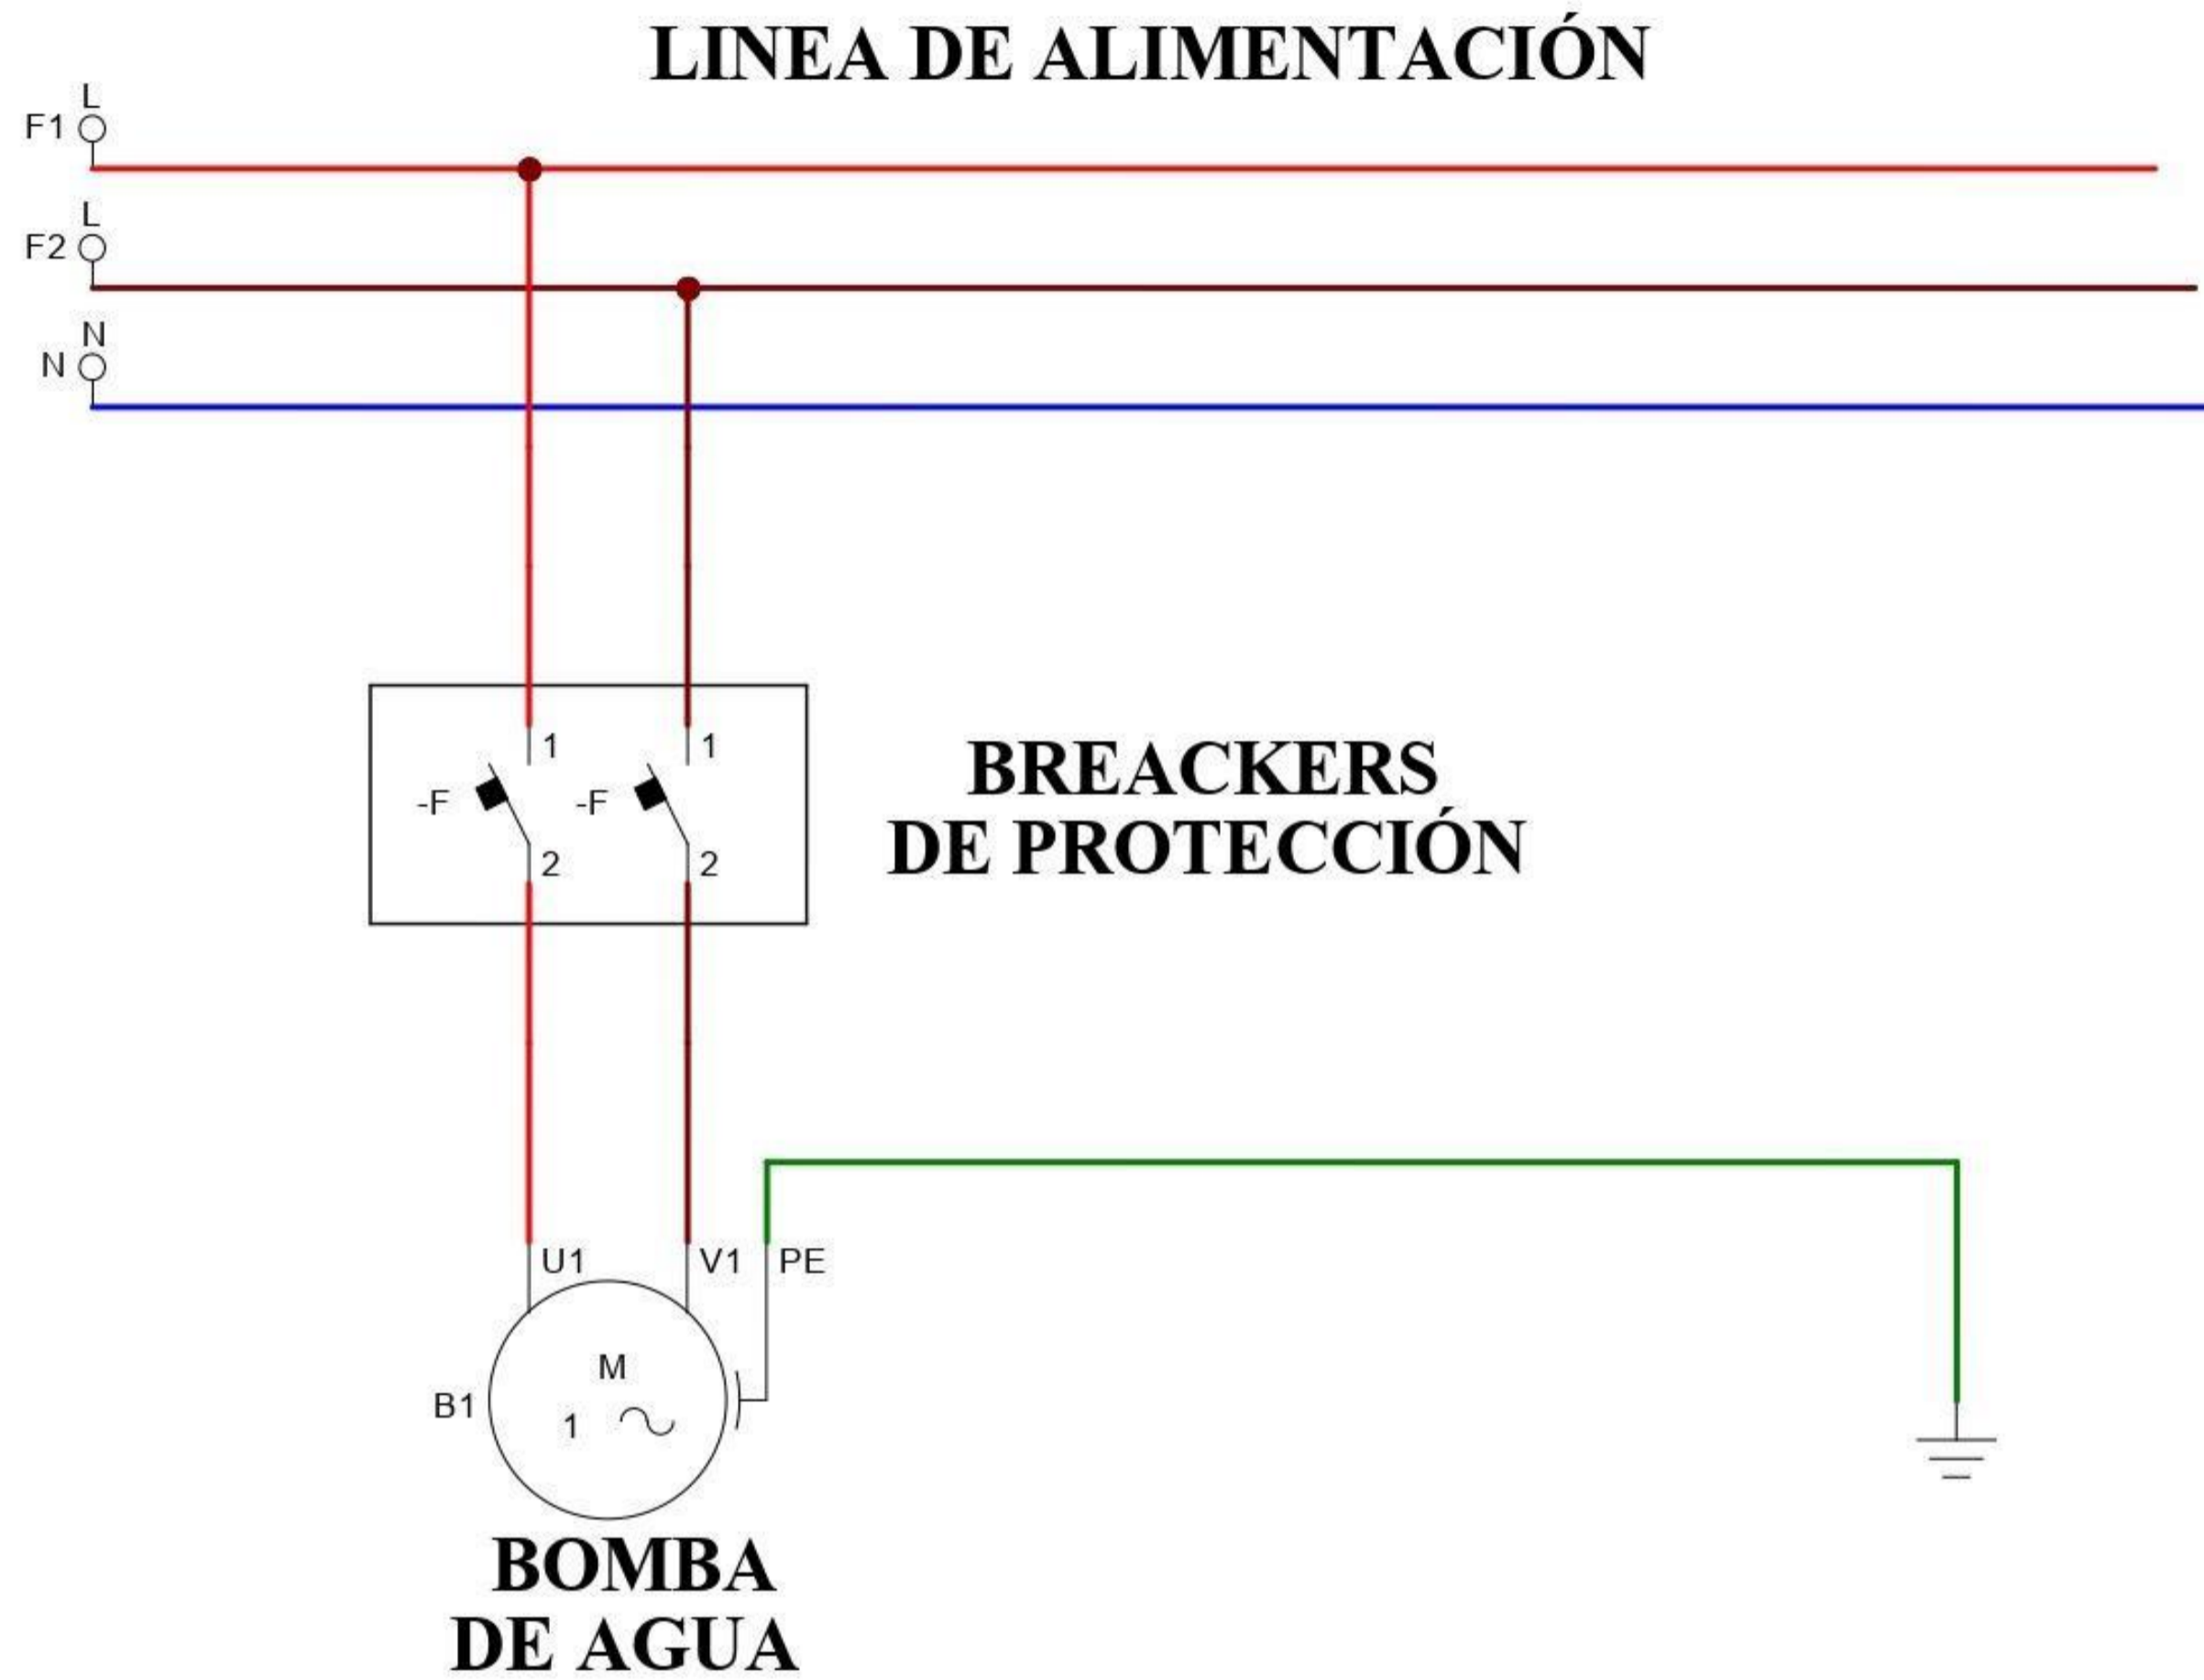 LINEA DE ALIMENTACIÓN
L
F1
L
F2
N
N
1 1
-F -F
2 2
BREACKERS
DE PROTECCIÓN
U1 V1 PE
M
B1
1
BOMBA
DE AGUA